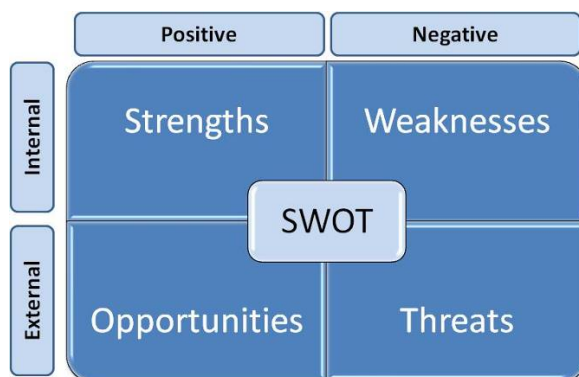 Positive
Negative
Internal
Strengths
Weaknesses
SWOT
External
Opportunities
Threats